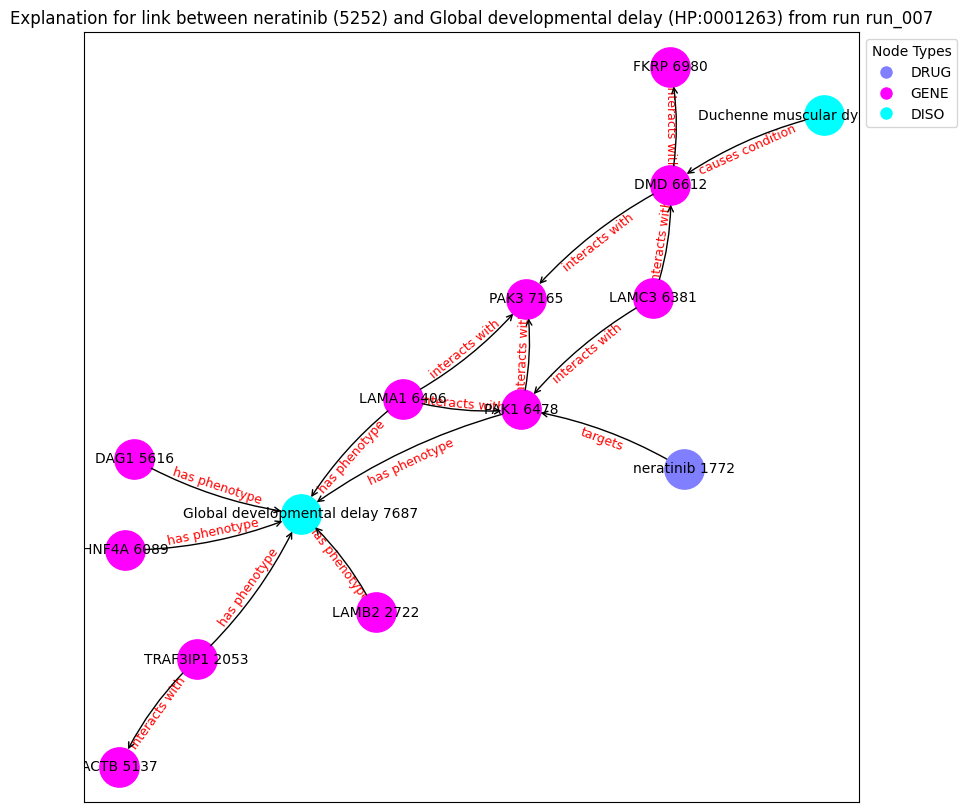 Explanation for link between neratinib (5252) and Global developmental delay (HP:0001263) from run run_007
Node Types
DRUG
GENE
DISO
FKRP 6980
interacts with
Duchenne muscular dy
causes condition
DMD 6612
interacts with
interacts with
PAK3 7165
LAMC3 6381
interacts with
interacts with
interacts with
LAMA1 6406
interacts with
PAK1 6478
has phenotype
has phenotype
targets
neratinib 1772
DAG1 5616
has phenotype
Global developmental delay 7687
HNF4A 6089
has phenotype
has phenotype
has phenotype
LAMB2 2722
TRAF3IP1 2053
interacts with
ACTB 5137